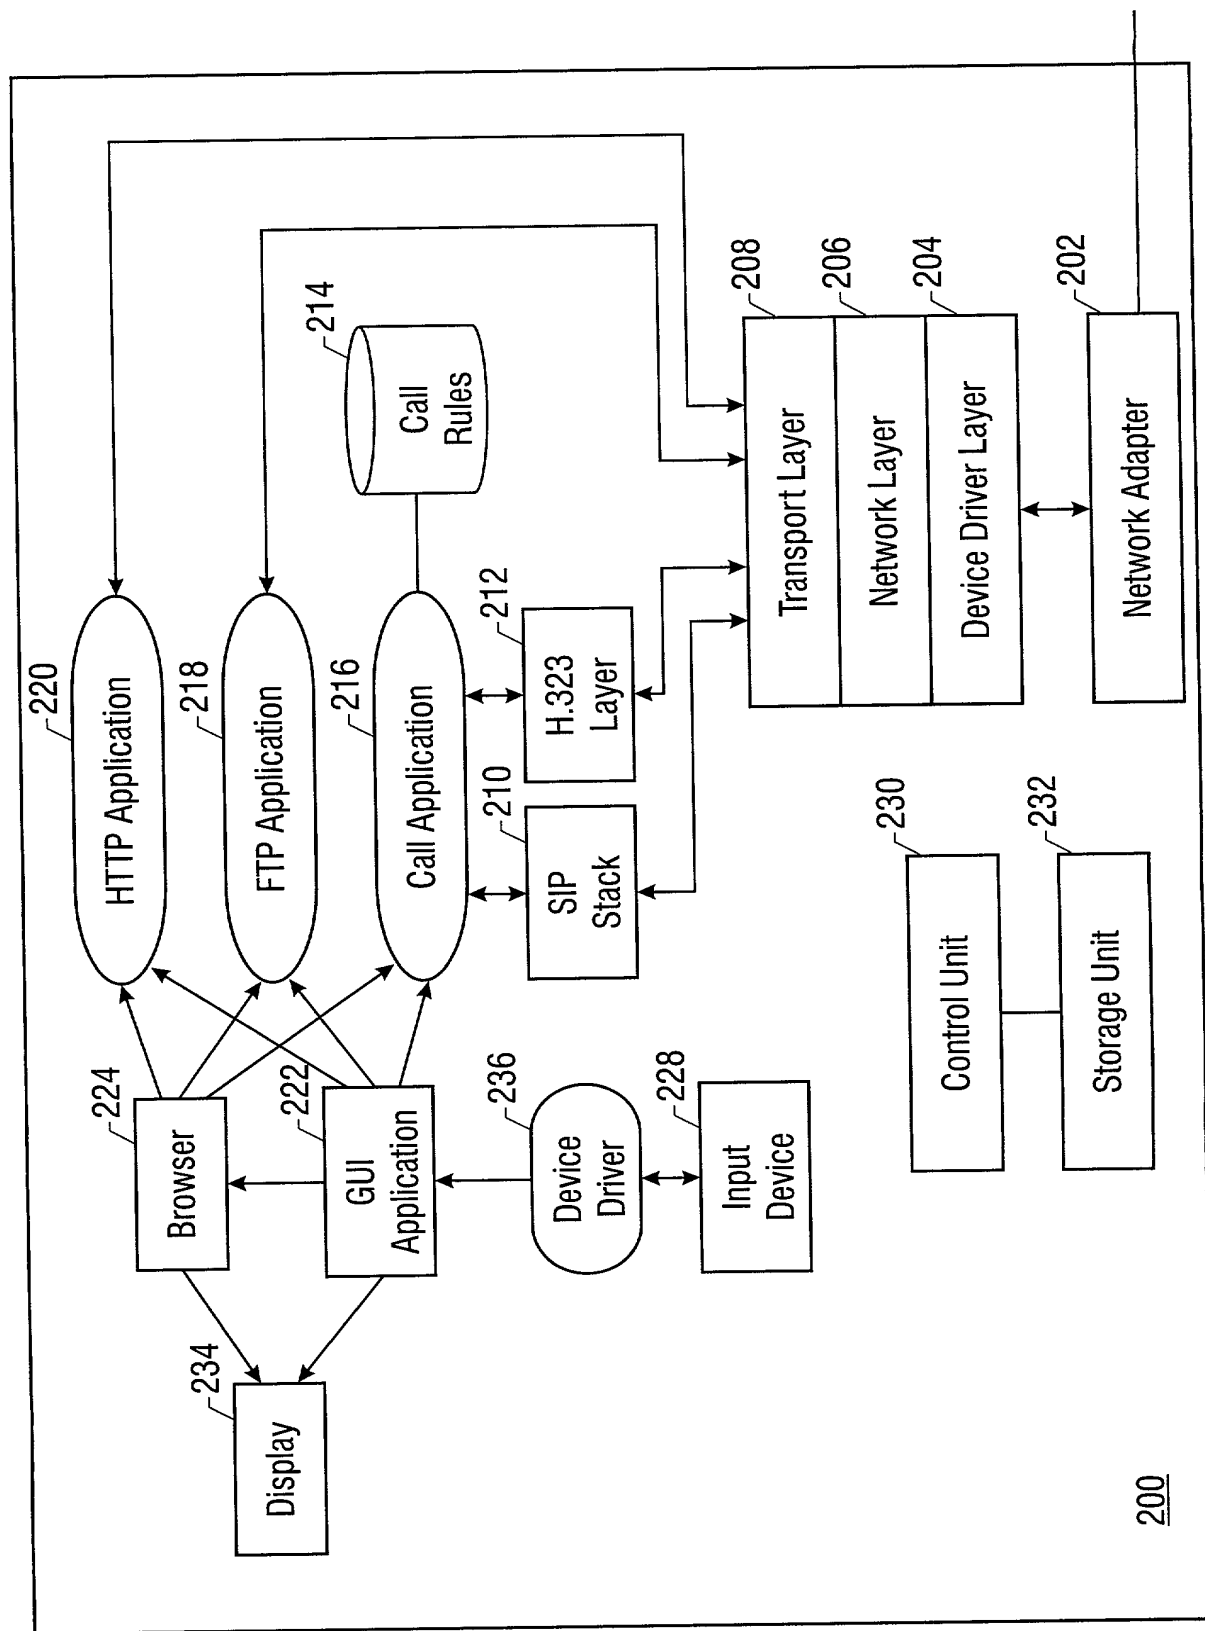 220
HTTP Application
218
FTP Application
216
Call Application
214
Call
Rules
224
Browser
222
GUI
Application
234
Display
210
SIP
Stack
212
H.323
Layer
236
Device
Driver
228
Input
Device
208
Transport Layer
206
Network Layer
204
Device Driver Layer
202
Network Adapter
230
Control Unit
232
Storage Unit
200